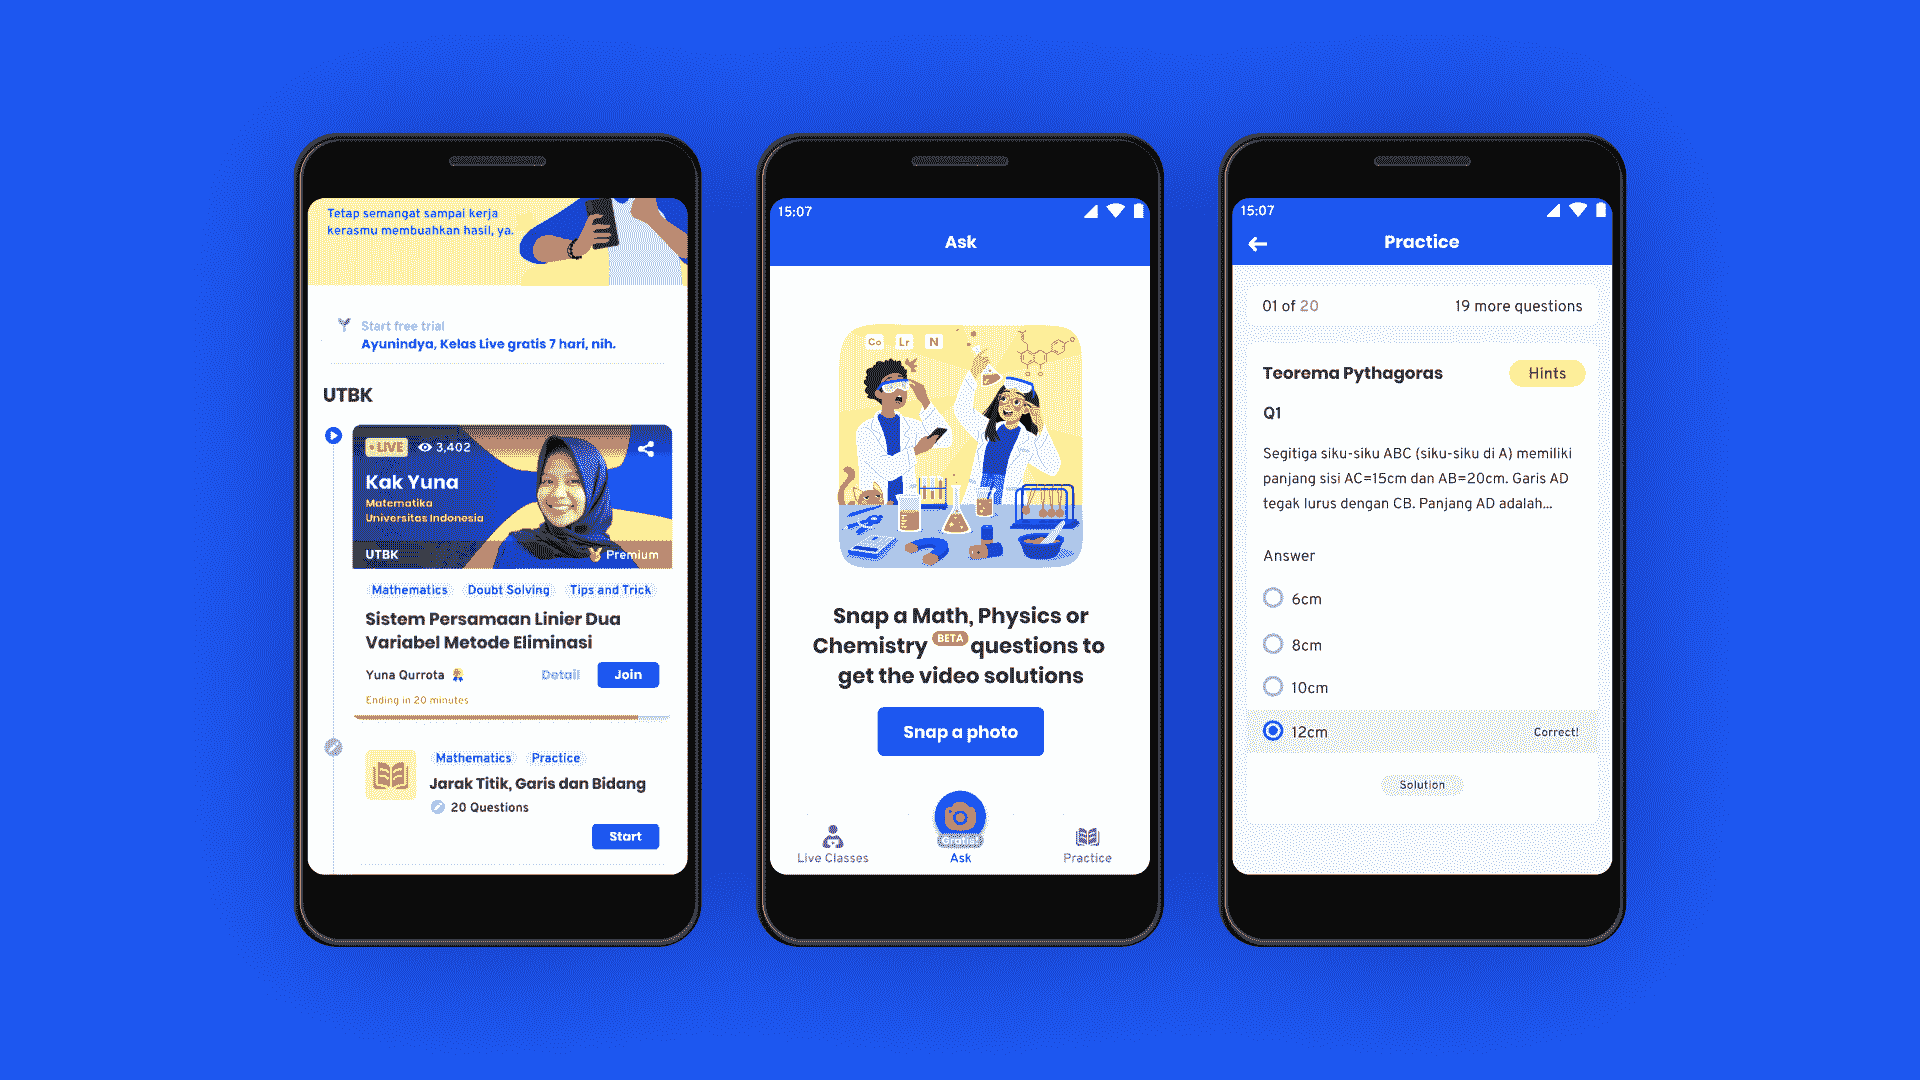 Tetap semangat sampai kerja
kerasmu membuahkan hasil, ya.
Start free trial
Ayunindya, Kelas Live gratis 7 hari, nih.
UTBK
LIVE
3,402
Kak Yuna
Matematika
Universitas Indonesia
UTBK
Premium
Mathematics
Doubt Solving
Tips and Trick
Sistem Persamaan Linier Dua
Variabel Metode Eliminasi
Yuna Qurrota
Detail
Join
Ending in 20 minutes
Mathematics
Practice
Jarak Titik, Garis dan Bidang
20 Questions
Start
15:07
Ask
Co
Lr
N
Snap a Math, Physics or
Chemistry BETA questions to
get the video solutions
Snap a photo
Gratis!
Live Classes
Ask
Practice
15:07
Practice
01 of 20
19 more questions
Teorema Pythagoras
Hints
Q1
Segitiga siku-siku ABC (siku-siku di A) memiliki
panjang sisi AC=15cm dan AB=20cm. Garis AD
tegak lurus dengan CB. Panjang AD adalah...
Answer
6cm
8cm
10cm
12cm
Correct!
Solution